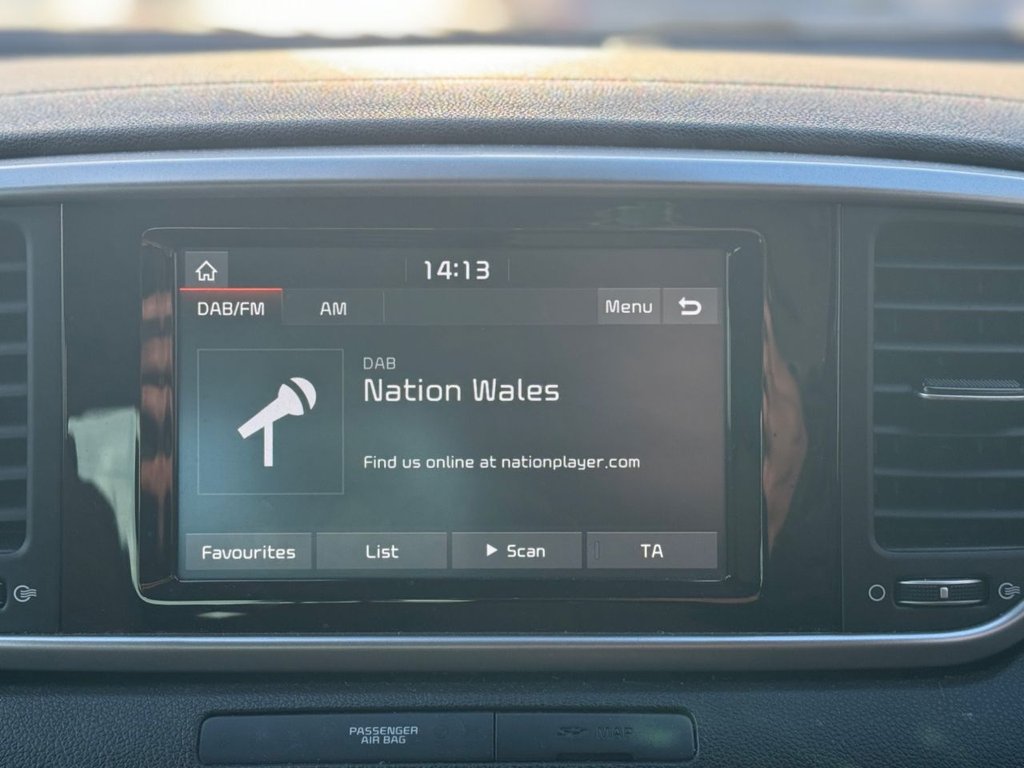 14:13
DAB/FM AM Menu
DAB
Nation Wales
Find us online at nationplayer.com
Favourites List Scan TA
PASSENGER
AIR BAG
MAP